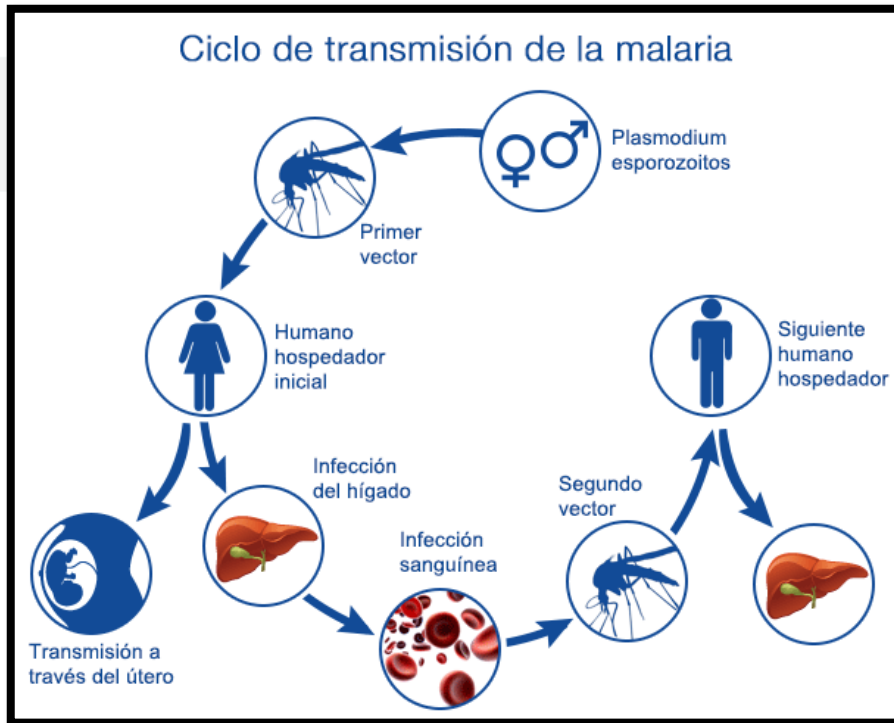 Ciclo de transmisión de la malaria
Plasmodium
esporozoitos
Primer
vector
Humano
hospedador
inicial
Siguiente
humano
hospedador
Infección
del hígado
Segundo
vector
Infección
sanguínea
Transmisión a
través del útero